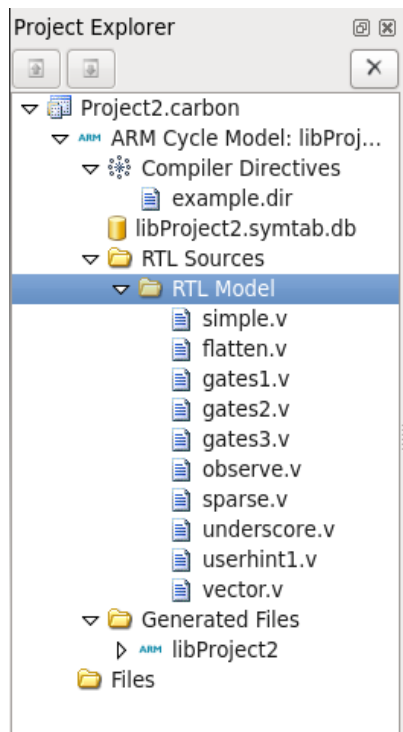 Project Explorer
Project2.carbon
ARM ARM Cycle Model: libProj...
Compiler Directives
example.dir
libProject2.symtab.db
RTL Sources
RTL Model
simple.v
flatten.v
gates1.v
gates2.v
gates3.v
observe.v
sparse.v
underscore.v
userhint1.v
vector.v
Generated Files
ARM libProject2
Files